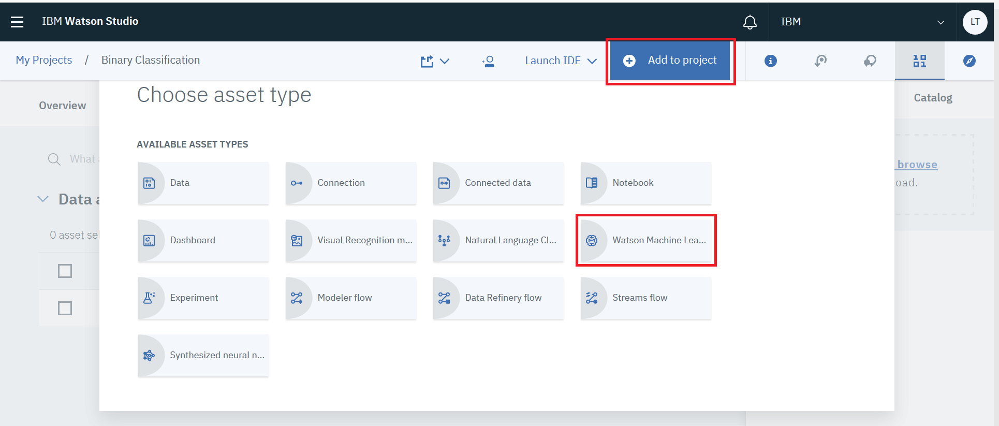 IBM Watson Studio
IBM
LT
My Projects / Binary Classification
Launch IDE
Add to project
Choose asset type
Overview
Catalog
AVAILABLE ASSET TYPES
What
browse
oad.
Data
Connection
Connected data
Notebook
Data a
0 asset sel
Dashboard
Visual Recognition m...
Natural Language Cl...
Watson Machine Lea...
Experiment
Modeler flow
Data Refinery flow
Streams flow
Synthesized neural n...